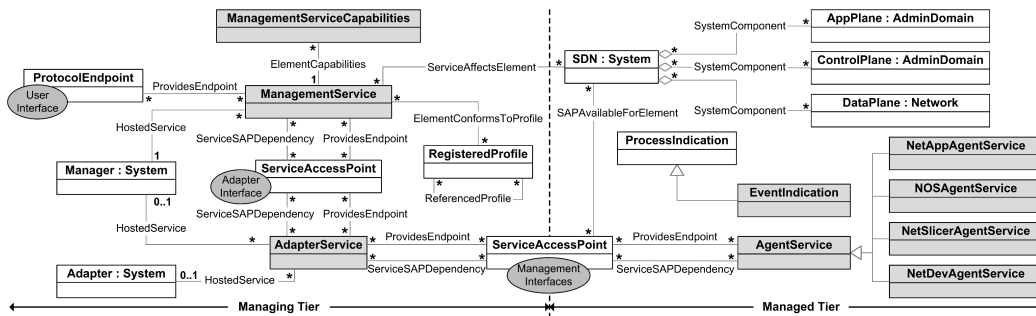 ManagementServiceCapabilities
*
ElementCapabilities
1
ProtocolEndpoint
User
Interface
*
ProvidesEndpoint
*
ManagementService
*
ServiceAffectsElement
*
SDN : System
*
SystemComponent
*
AppPlane : AdminDomain
*
SystemComponent
*
ControlPlane : AdminDomain
*
SystemComponent
*
DataPlane : Network
*
HostedService
1
Manager : System
0..1
HostedService
*
*
ServiceSAPDependency
*
*
ProvidesEndpoint
*
*
ElementConformsToProfile
*
RegisteredProfile
*
*
ReferencedProfile
ServiceAccessPoint
Adapter
Interface
*
ServiceSAPDependency
*
*
ProvidesEndpoint
*
AdapterService
Adapter : System
0..1
HostedService
*
*
ProvidesEndpoint
*
*
ServiceSAPDependency
*
*
SAPAvailableForElement
*
ServiceAccessPoint
Management
Interfaces
*
ProvidesEndpoint
*
*
ServiceSAPDependency
*
AgentService
ProcessIndication
EventIndication
NetAppAgentService
NOSAgentService
NetSlicerAgentService
NetDevAgentService
Managing Tier
Managed Tier